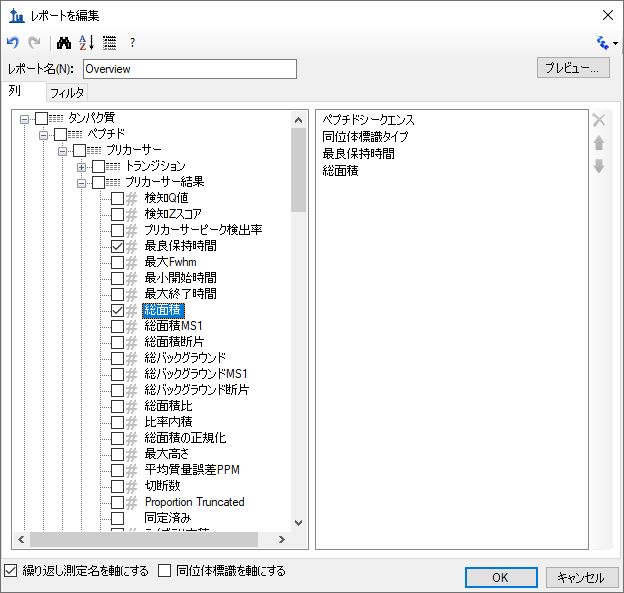 レポートを編集
?
レポート名(N):
Overview
プレビュー...
列
フィルタ
タンパク質
ペプチド
プリカーサー
トランジション
プリカーサー結果
検知Q値
検知Zスコア
プリカーサーピーク検出率
最良保持時間
最大Fwhm
最小開始時間
最大終了時間
総面積
総面積MS1
総面積断片
総バックグラウンド
総バックグラウンドMS1
総バックグラウンド断片
総面積比
比率内積
総面積の正規化
最大高さ
平均質量誤差PPM
切断数
Proportion Truncated
同定済み
ペプチドシークエンス
同位体標識タイプ
最良保持時間
総面積
繰り返し測定名を軸にする
同位体標識を軸にする
OK
キャンセル